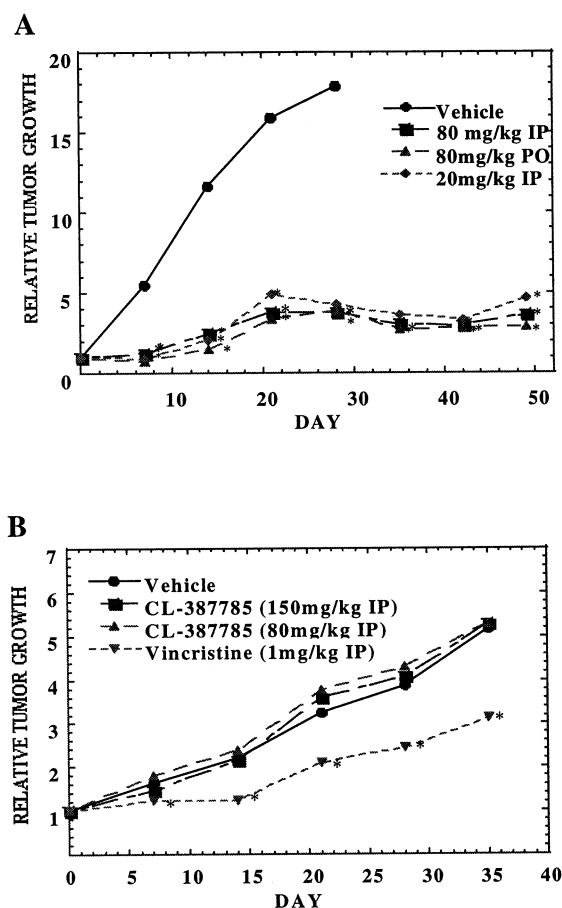 A
RELATIVE TUMOR GROWTH
20
15
10
5
0
Vehicle
80 mg/kg IP
80mg/kg PO
20mg/kg IP
* * * * * * * * * * * * * * *
10 20 30 40 50
DAY
B
RELATIVE TUMOR GROWTH
7
6
5
4
3
2
1
Vehicle
CL-387785 (150mg/kg IP)
CL-387785 (80mg/kg IP)
Vincristine (1mg/kg IP)
* * * * *
0 5 10 15 20 25 30 35 40
DAY